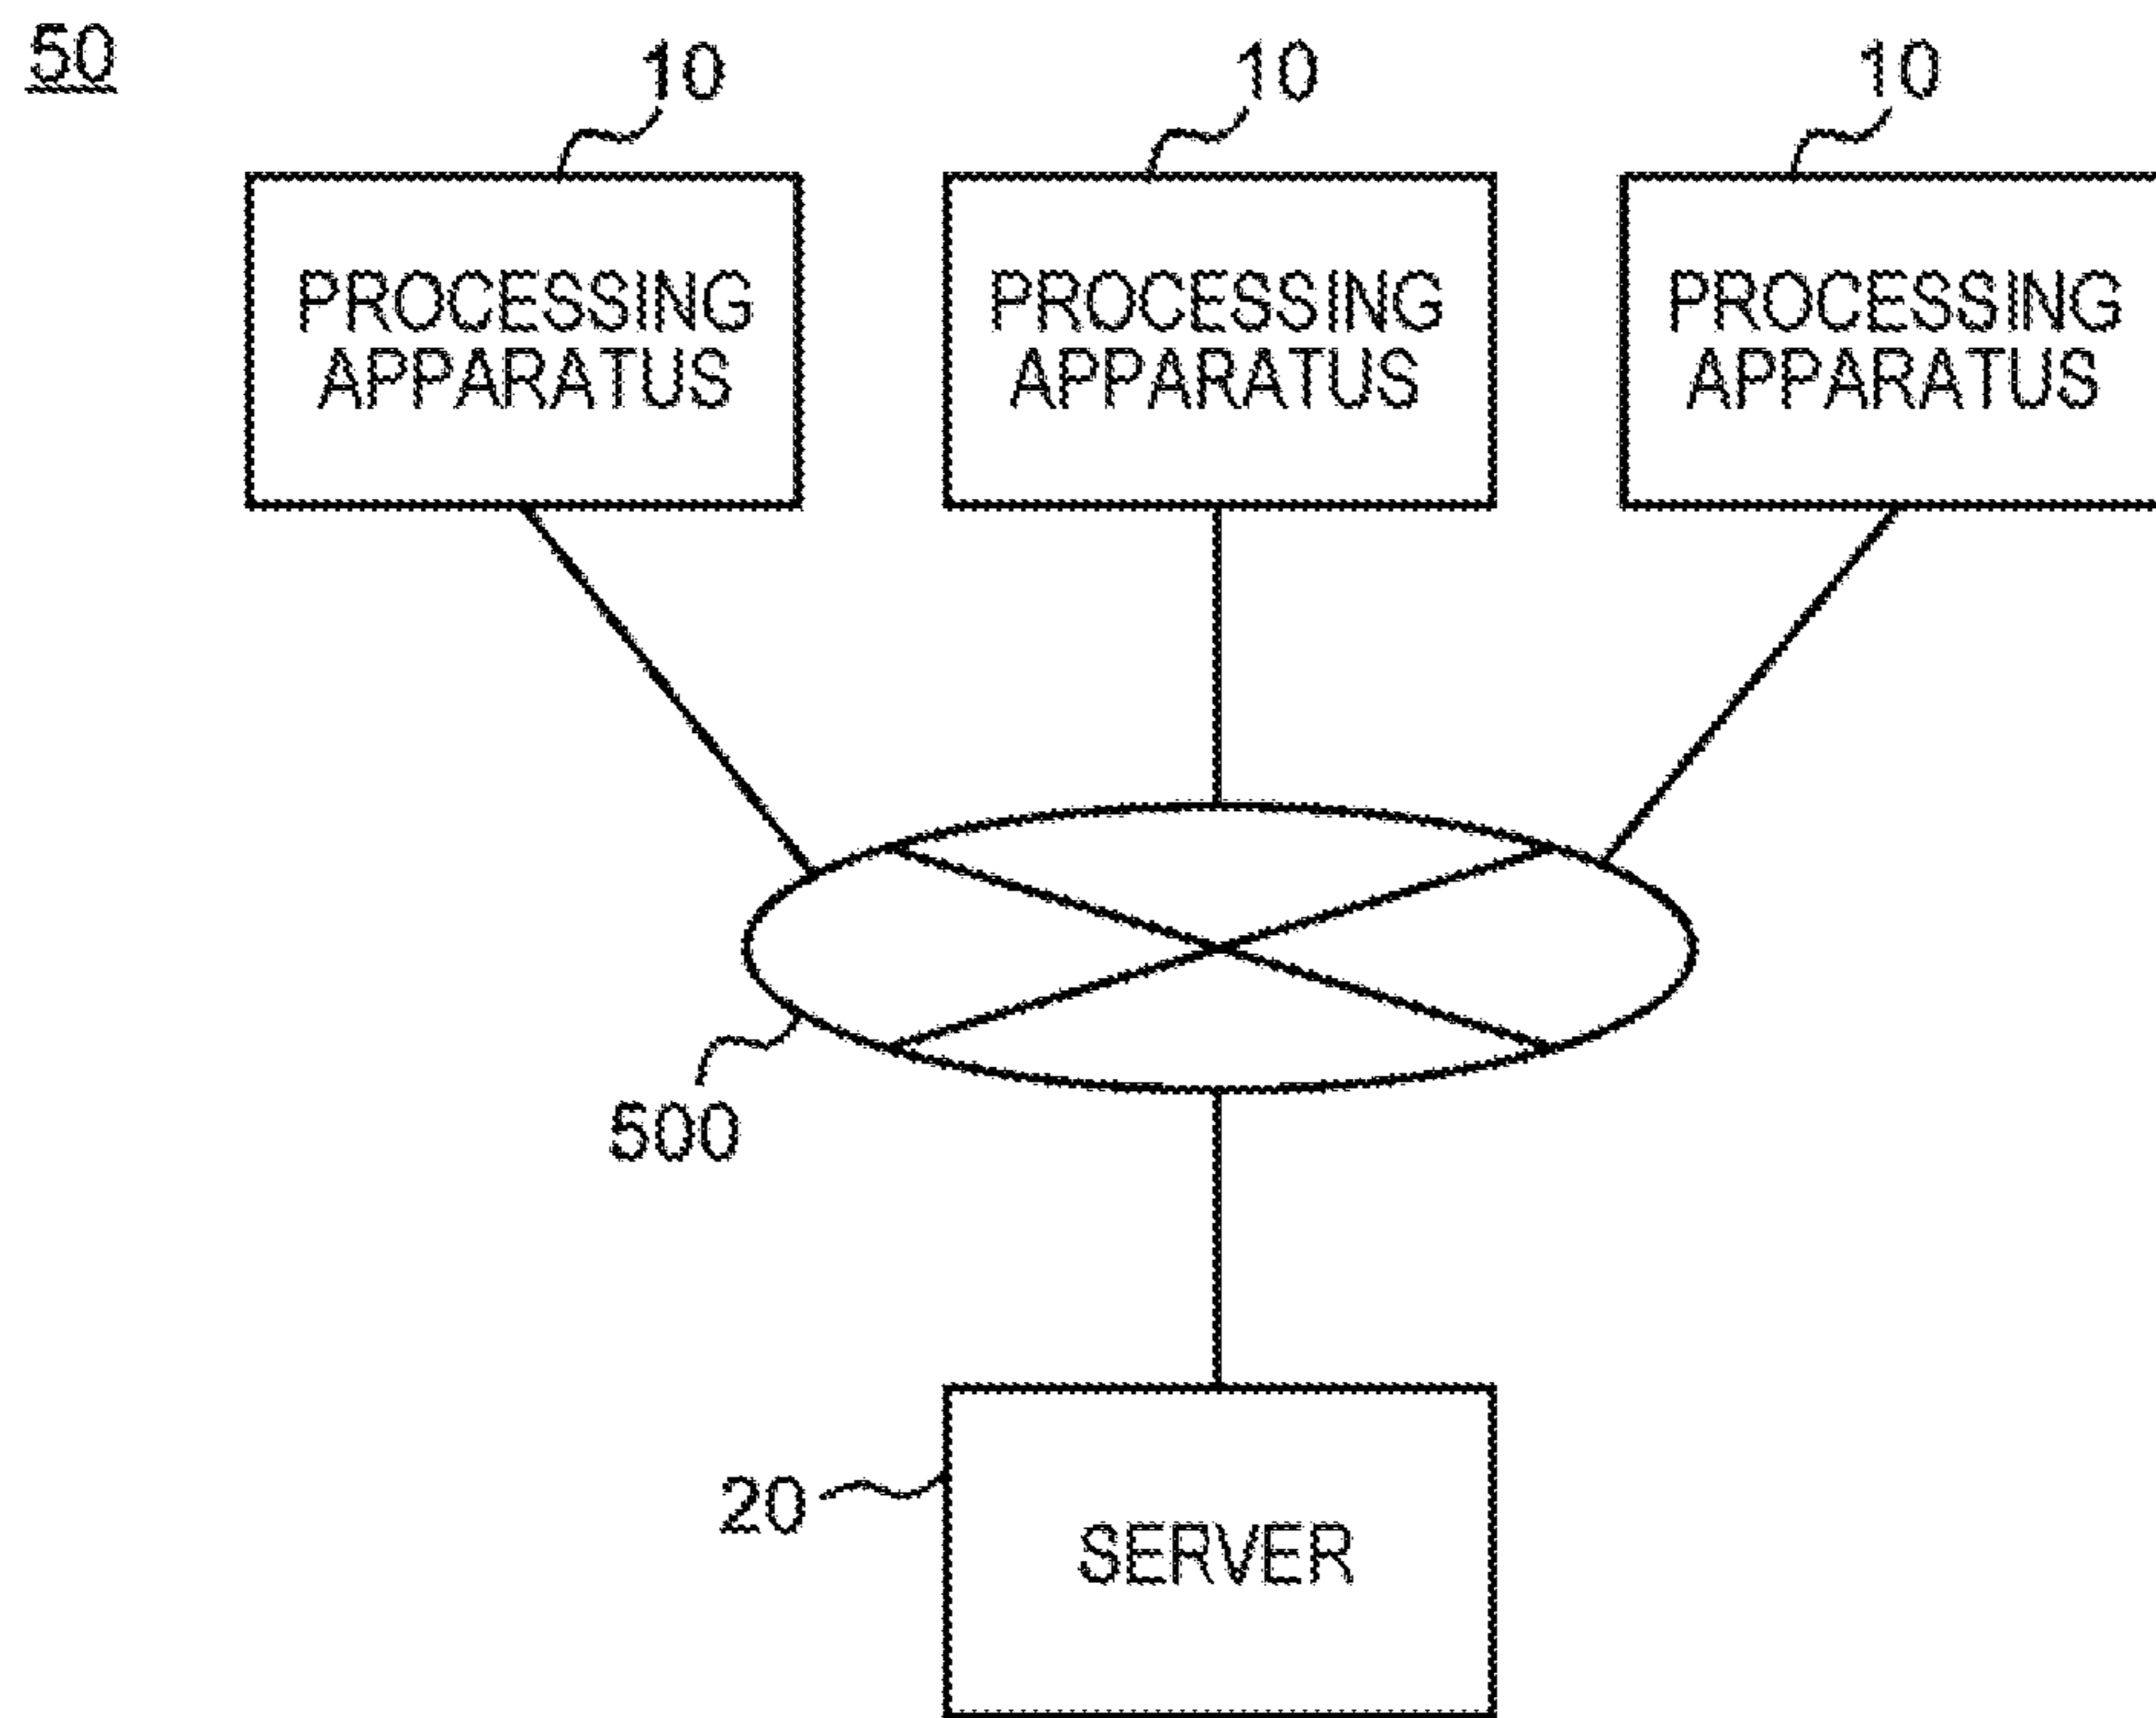 50
10 10 10
PROCESSING PROCESSING PROCESSING
APPARATUS APPARATUS APPARATUS
500
20
SERVER